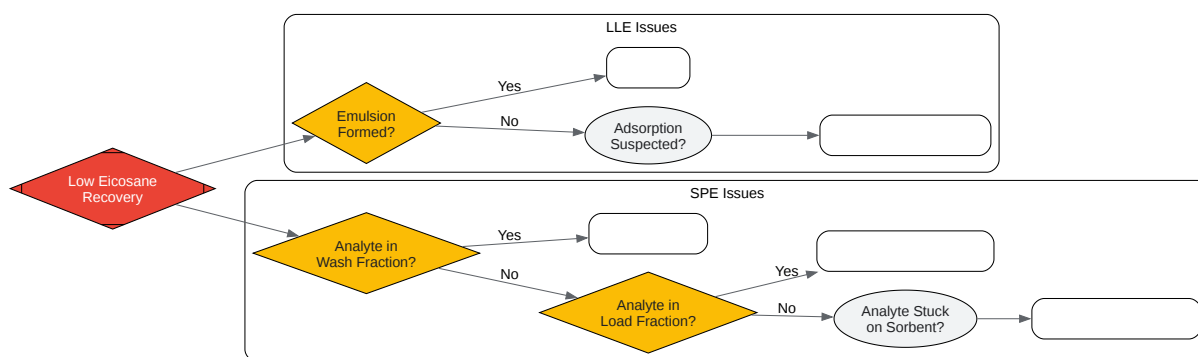 LLE Issues
Yes
Emulsion
Formed?
No
Adsorption
Suspected?
Low Eicosane
Recovery
SPE Issues
Yes
Analyte in
Wash Fraction?
No
Yes
Analyte in
Load Fraction?
No
Analyte Stuck
on Sorbent?